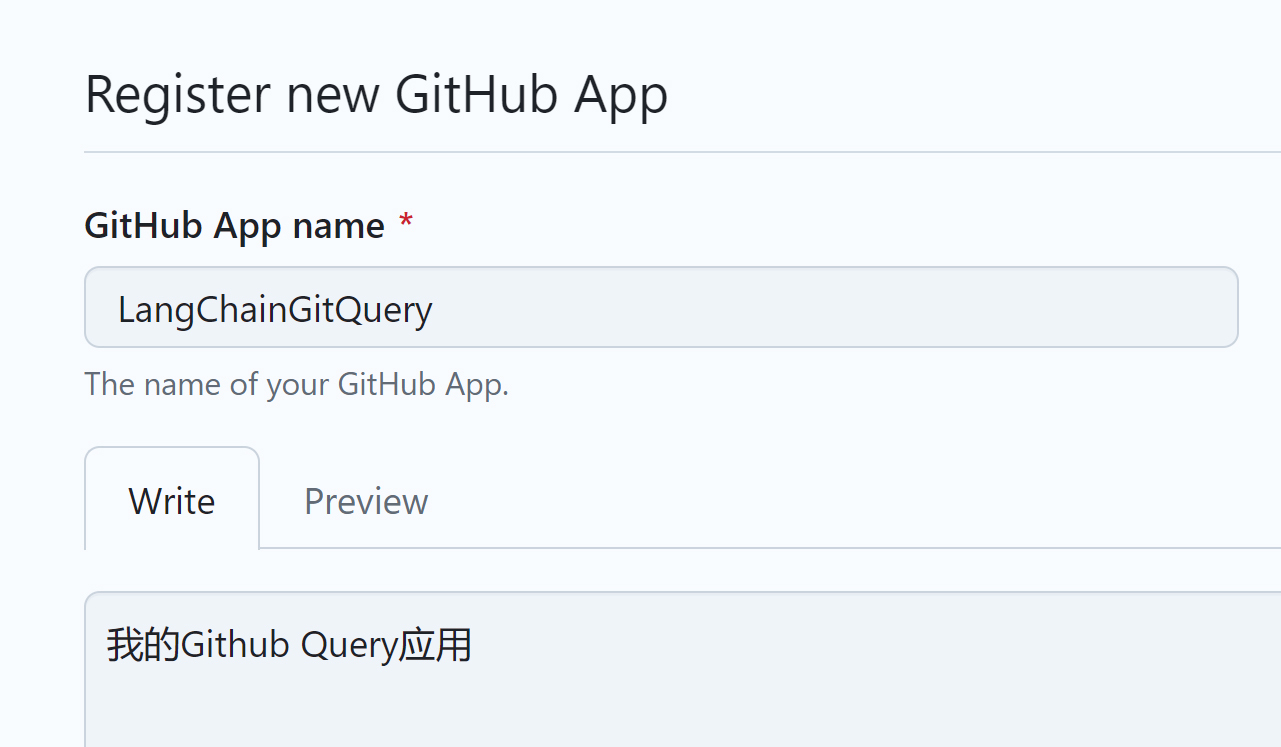 Register new GitHub App
GitHub App name *
LangChainGitQuery
The name of your GitHub App.
Write
Preview
我的Github Query应用